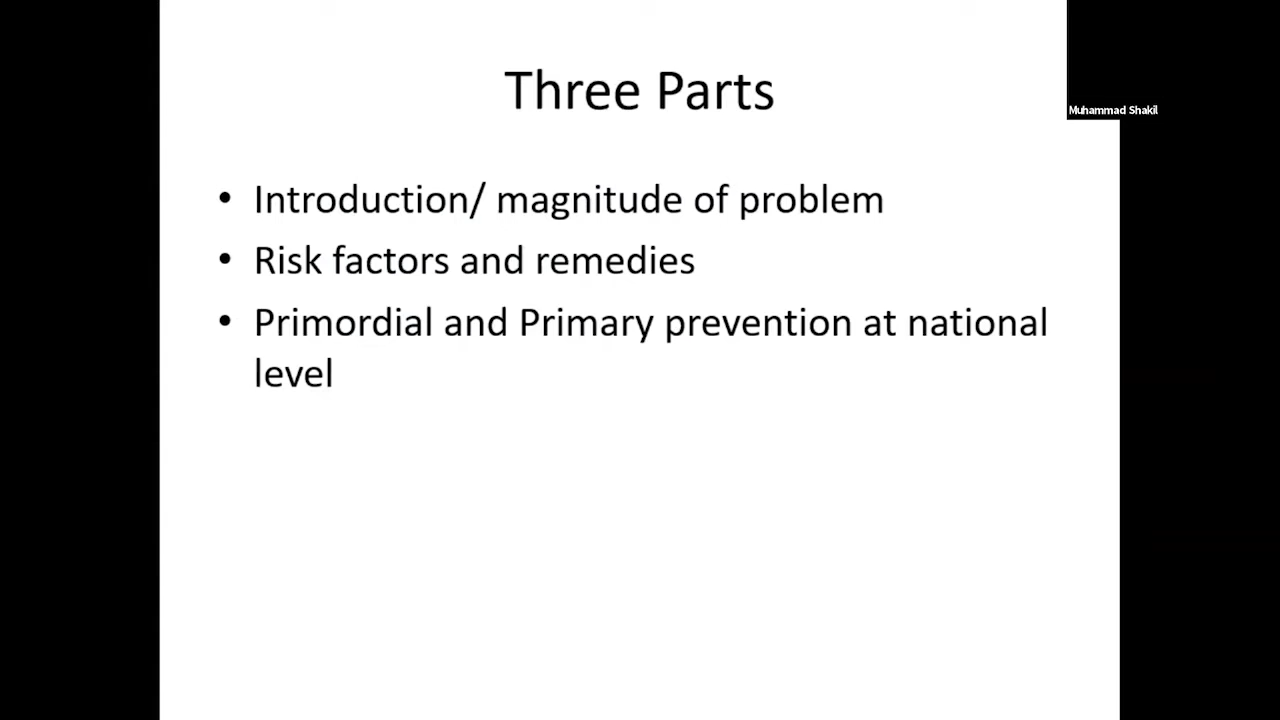 Three Parts
Muhammad Shakil
• Introduction/ magnitude of problem
• Risk factors and remedies
• Primordial and Primary prevention at national
level